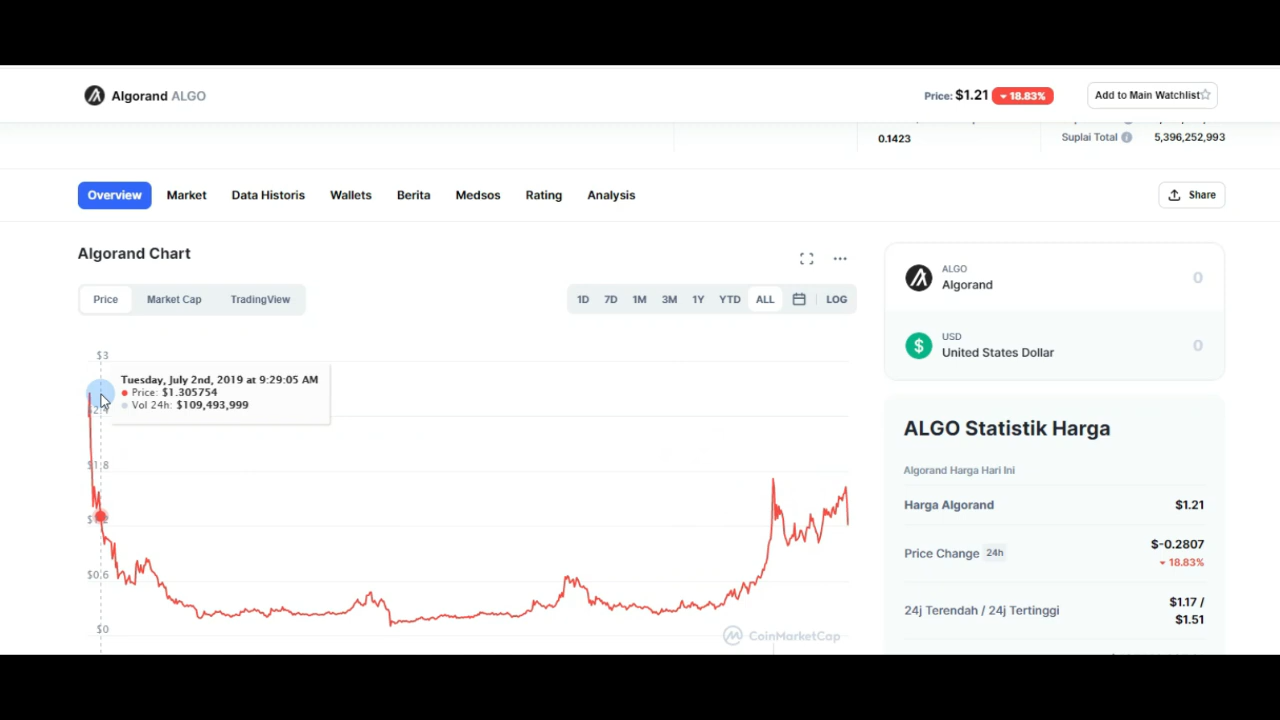 Algorand ALGO
Price: $1.21 18.83%
Add to Main Watchlist
0.1423
Suplai Total 5,396,252,993
Overview Market Data Historis Wallets Berita Medsos Rating Analysis
Share
Algorand Chart
Price Market Cap TradingView
1D 7D 1M 3M 1Y YTD ALL LOG
$3
Tuesday, July 2nd, 2019 at 9:29:05 AM
Price: $1.305754
Vol 24h: $109,493,999
$1.8
$0.6
$0
CoinMarketCap
ALGO
Algorand
0
USD
United States Dollar
0
ALGO Statistik Harga
Algorand Harga Hari Ini
Harga Algorand $1.21
Price Change 24h $-0.2807
18.83%
24j Terendah / 24j Tertinggi $1.17 /
$1.51